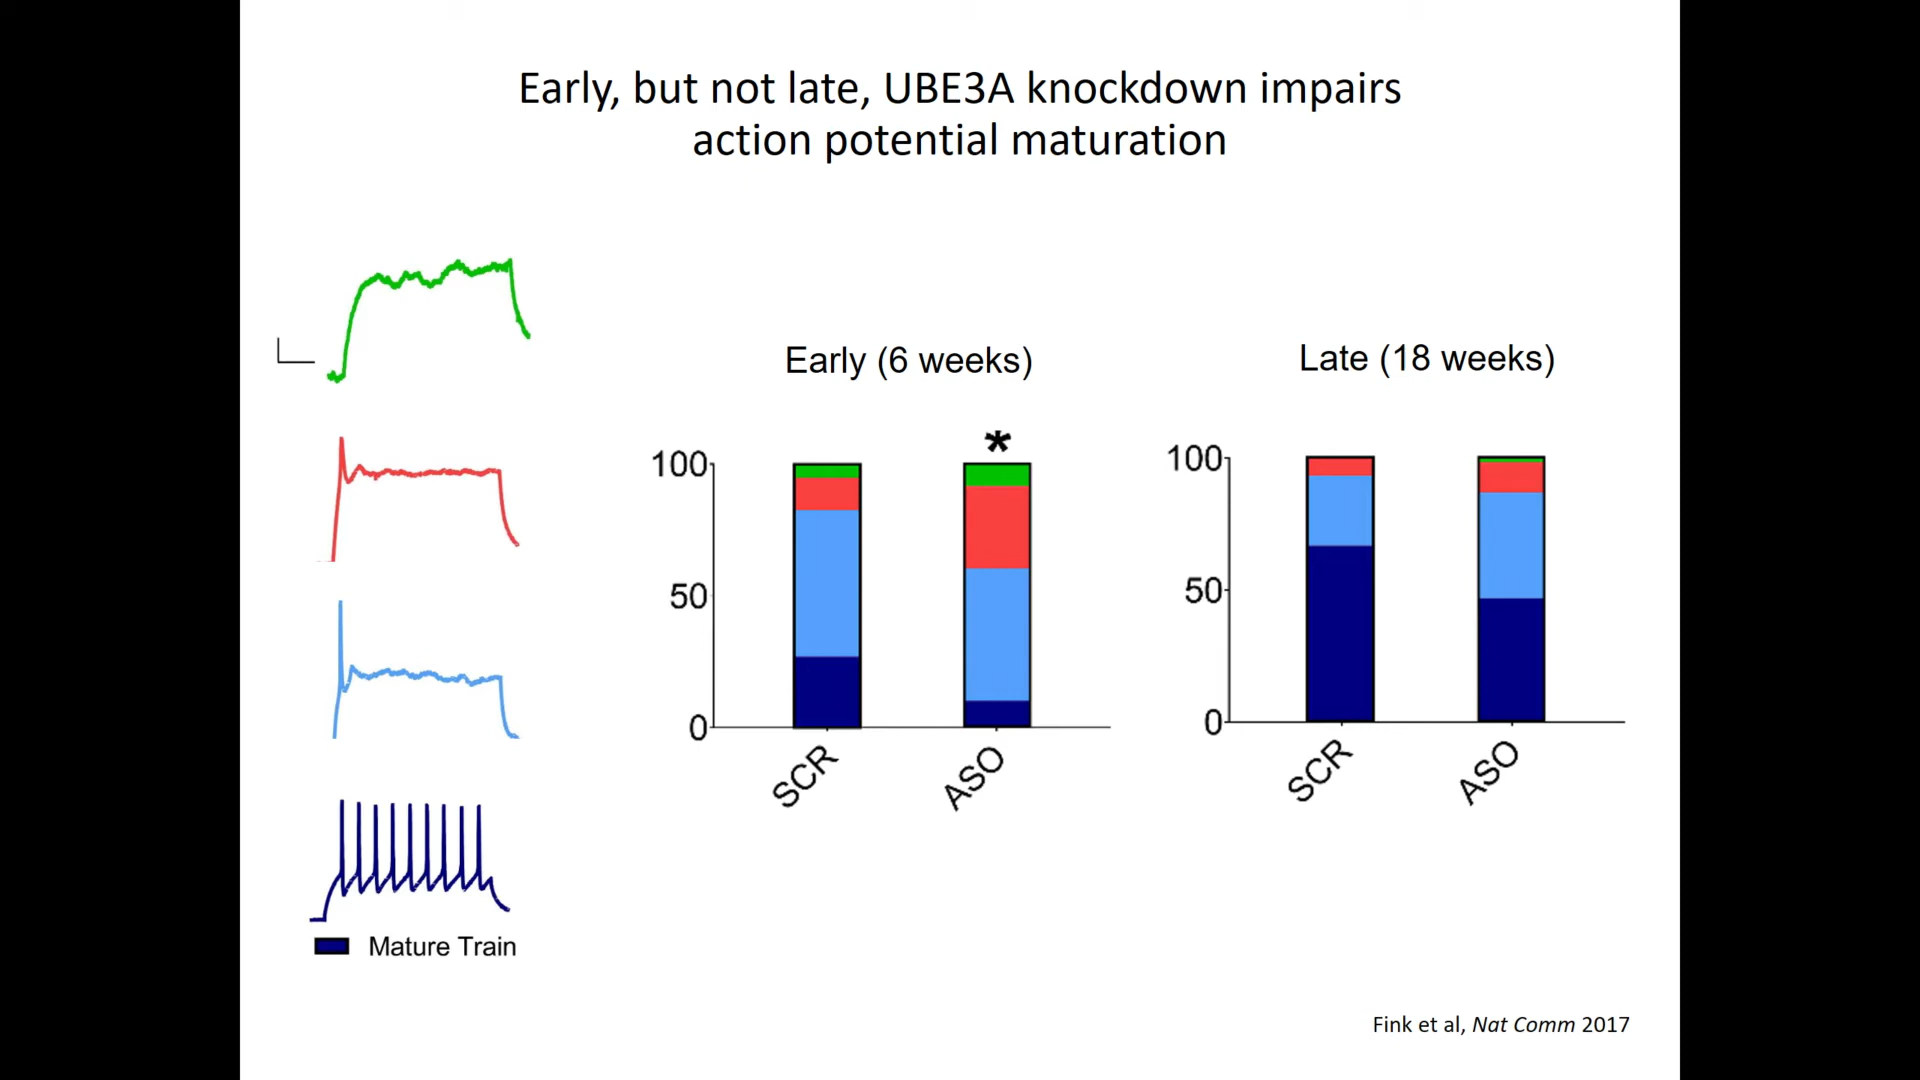 Early, but not late, UBE3A knockdown impairs
action potential maturation
Early (6 weeks)
*
100
50
0
SCR
ASO
Late (18 weeks)
100
50
0
SCR
ASO
Mature Train
Fink et al, Nat Comm 2017